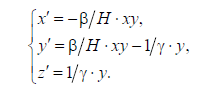 x′ = −β/H · xy,
y′ = β/H · xy − 1/γ · y,
z′ = 1/γ · y.